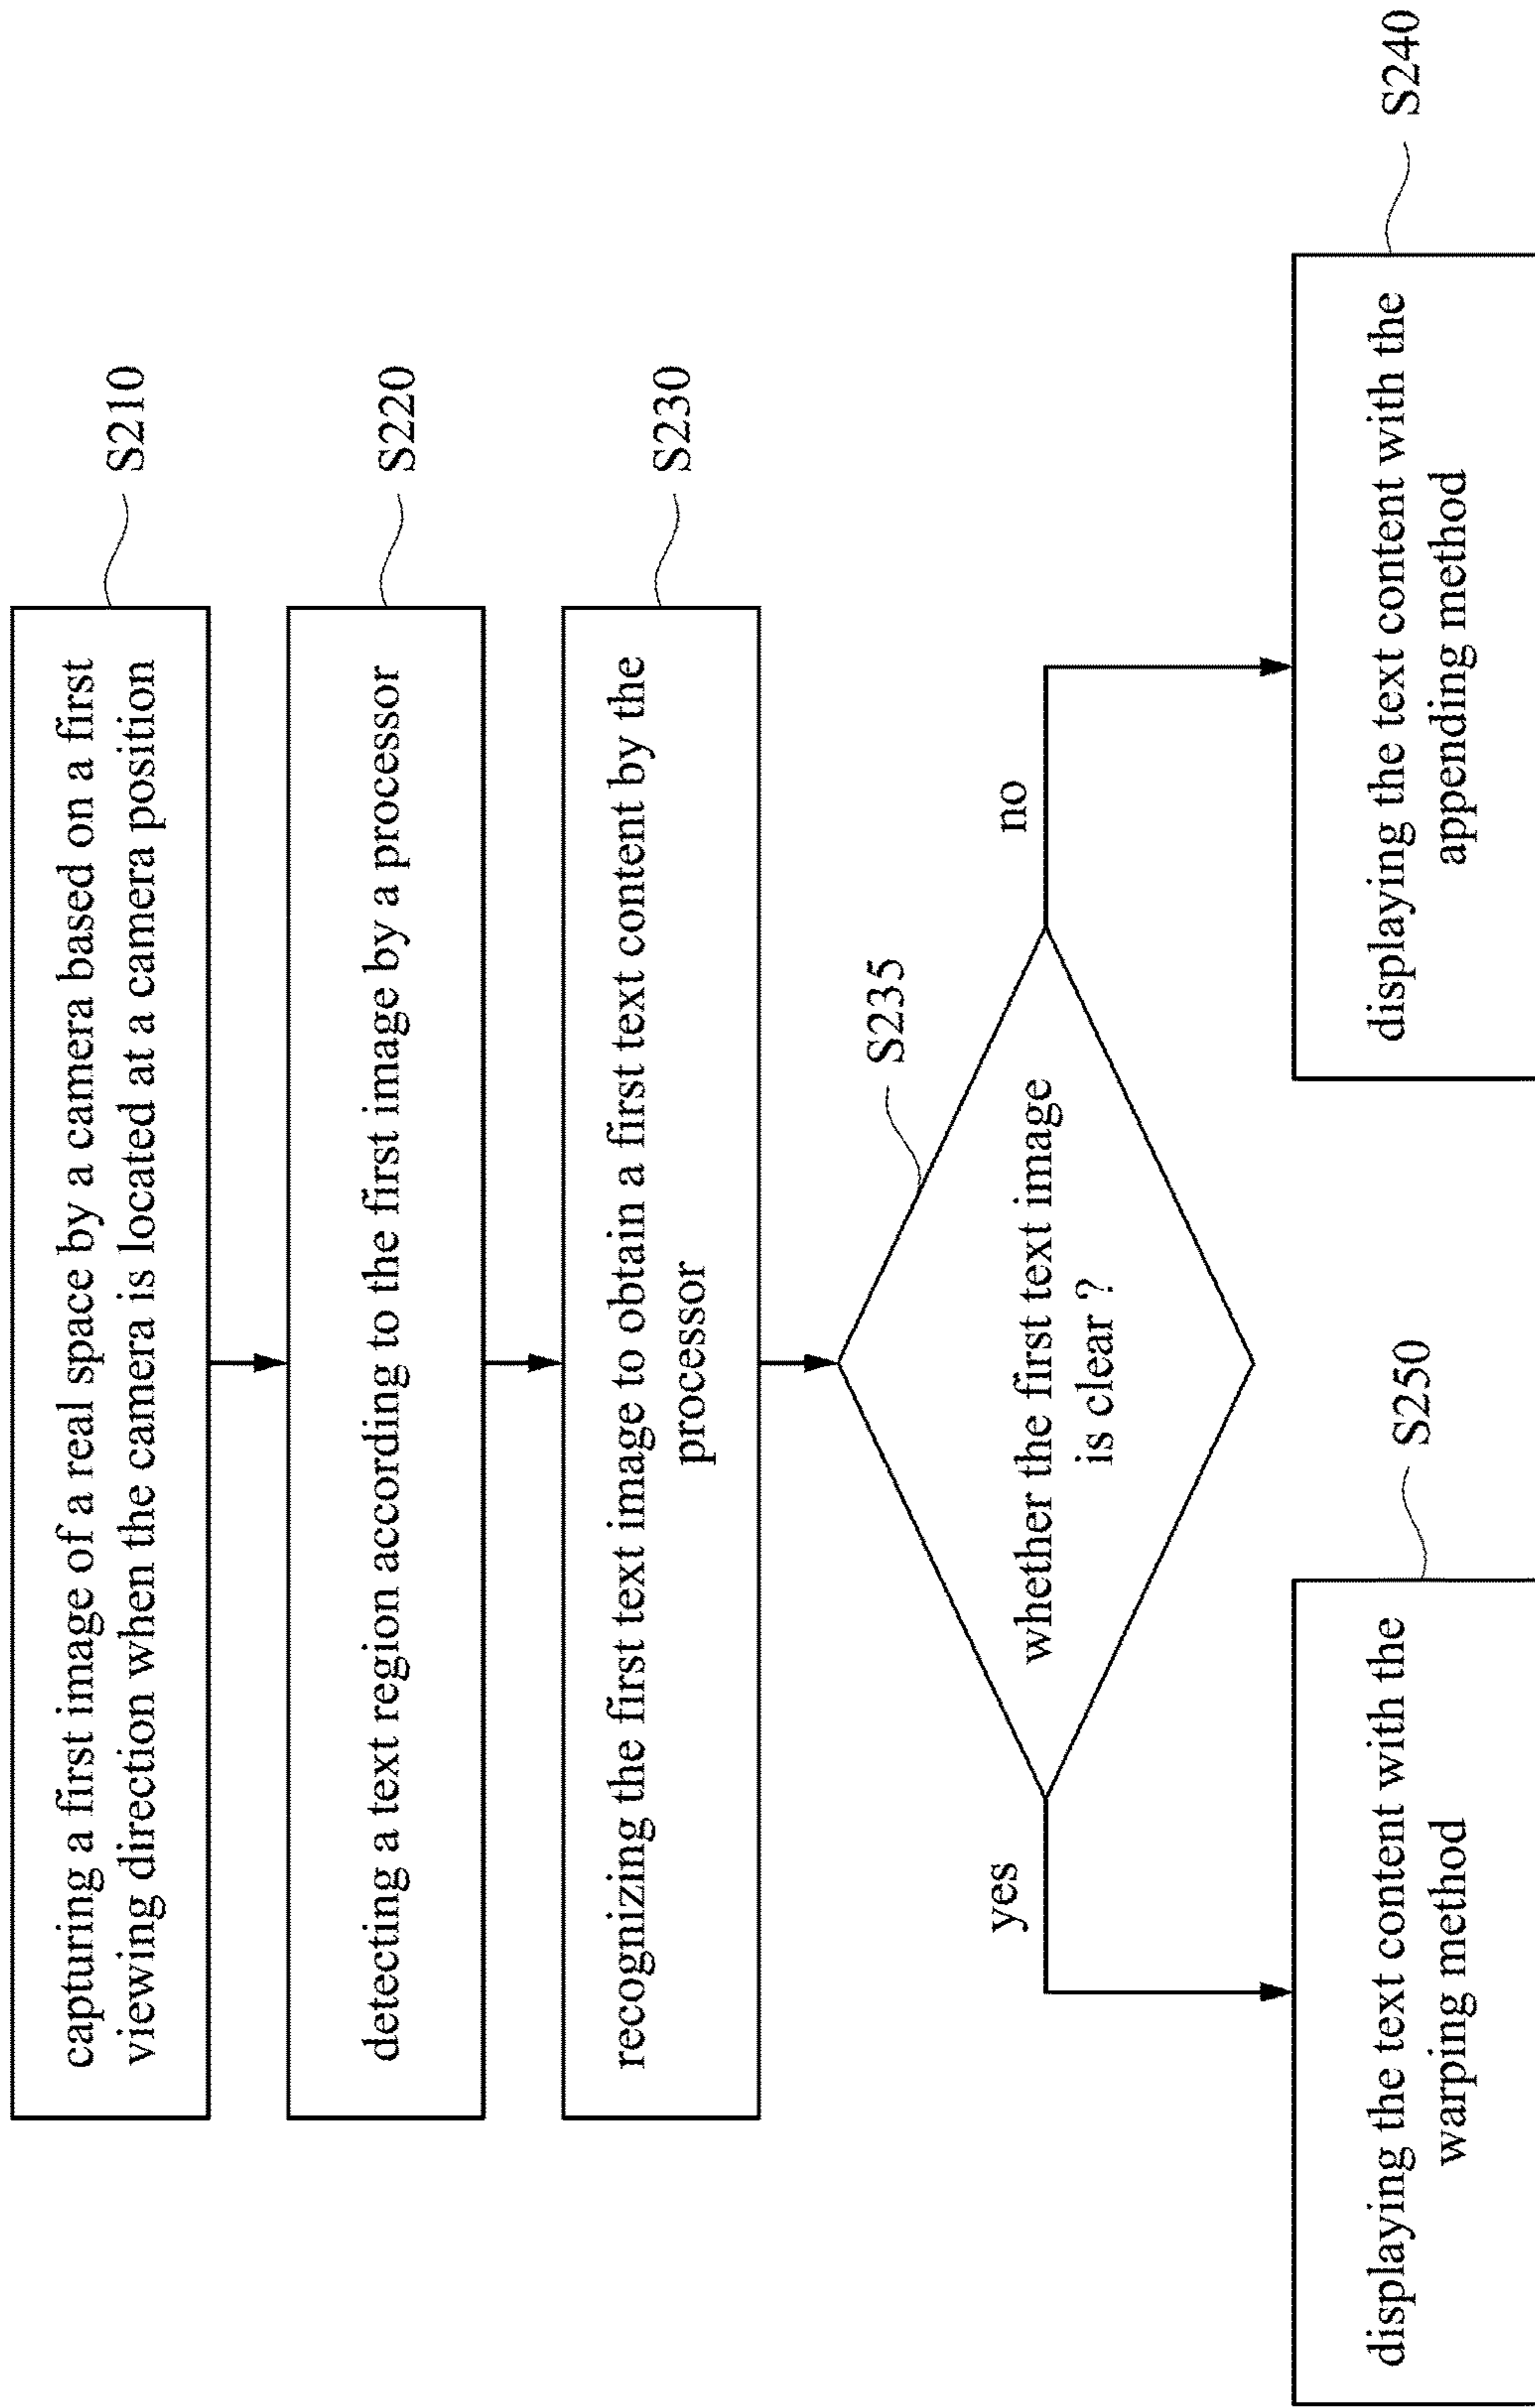 capturing a first image of a real space by a camera based on a first
viewing direction when the camera is located at a camera position
S210
detecting a text region according to the first image by a processor
S220
recognizing the first text image to obtain a first text content by the
processor
S230
whether the first text image
is clear ?
S235
yes
no
displaying the text content with the
warping method
S250
displaying the text content with the
appending method
S240